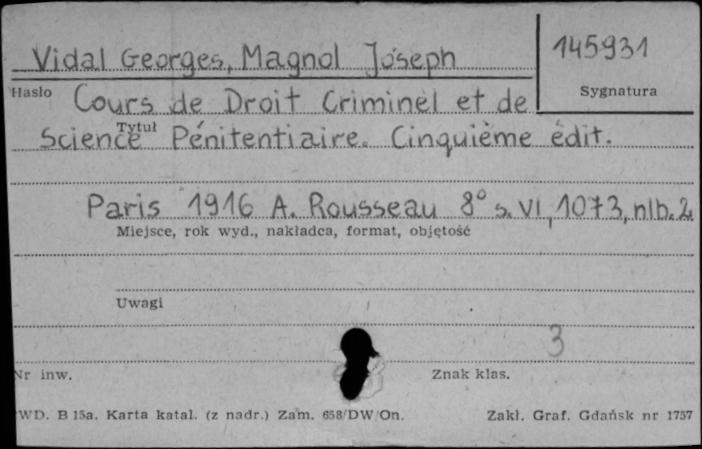 Vidal Georges, Magnol Joseph
145931
Hasło
Sygnatura
Cours de Droit Criminel et de
Tytuł
Science Pénitentiaire. Cinquième édit.
Paris 1916 A. Rousseau 8° s. VI, 1073, nlb. 2
Miejsce, rok wyd., nakładca, format, objętość
Uwagi
3
Nr inw.
Znak klas.
WD. B 15a. Karta katal. (z nadr.) Zam. 658/DW/On.
Zakł. Graf. Gdańsk nr 1757